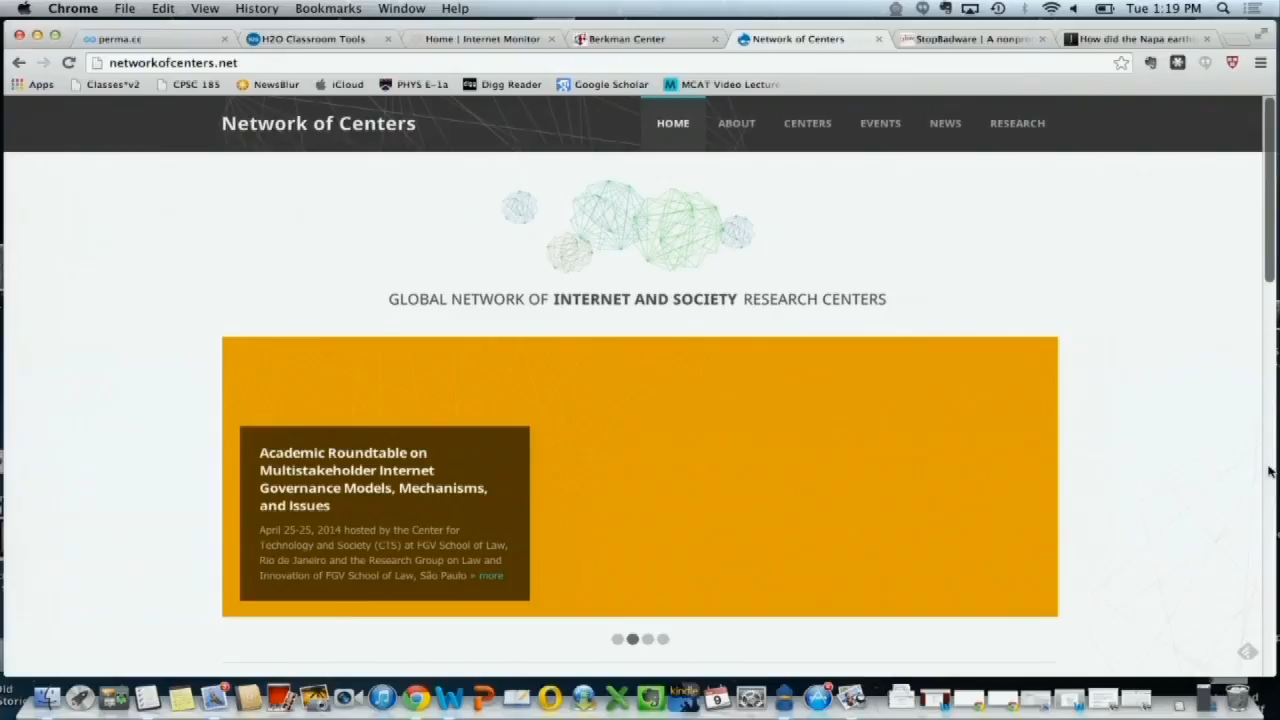 Chrome File Edit View History Bookmarks Window Help Tue 1:19 PM
perma.cc H2O Classroom Tools Home | Internet Monitor Berkman Center Network of Centers StopBadware | A nonpro How did the Napa earth
networkofcenters.net
Apps Classes*v2 CPSC 185 NewsBlur iCloud PHYS E-1a Digg Reader Google Scholar MCAT Video Lecture
Network of Centers HOME ABOUT CENTERS EVENTS NEWS RESEARCH
GLOBAL NETWORK OF INTERNET AND SOCIETY RESEARCH CENTERS
Academic Roundtable on
Multistakeholder Internet
Governance Models, Mechanisms,
and Issues
April 25-25, 2014 hosted by the Center for
Technology and Society (CTS) at FGV School of Law,
Rio de Janeiro and the Research Group on Law and
Innovation of FGV School of Law, São Paulo » more
Old
kindle
9